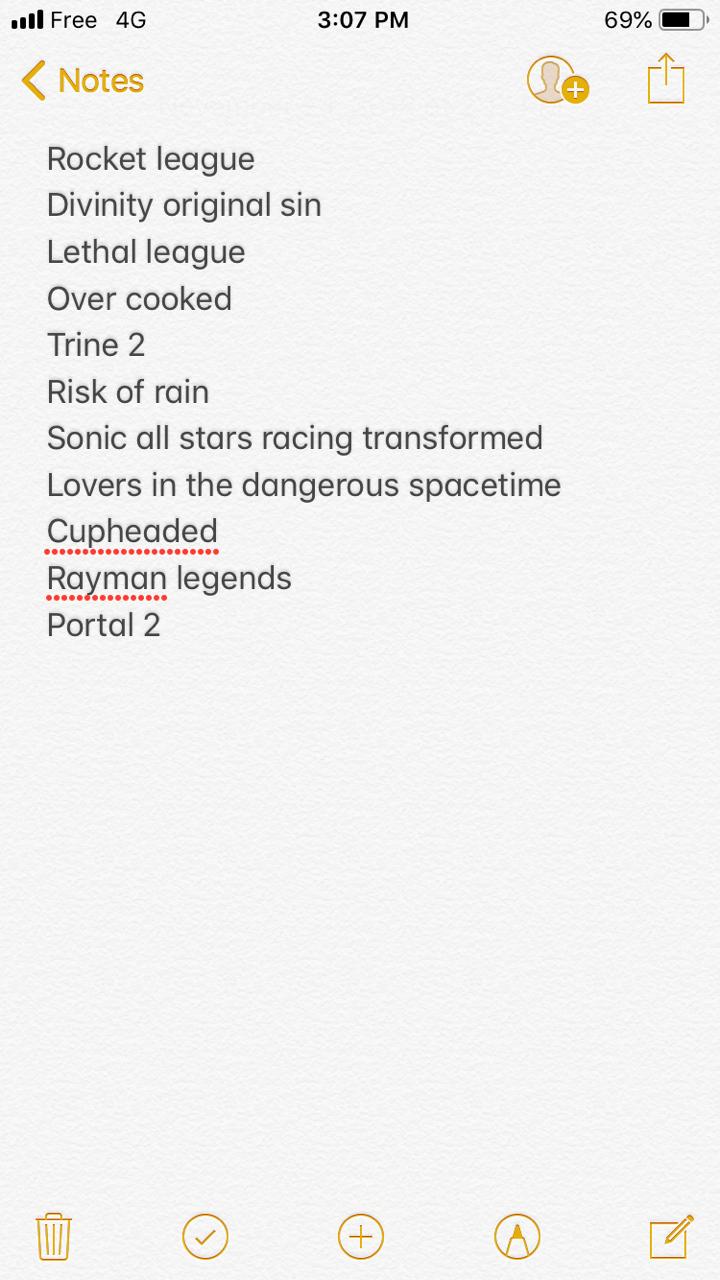 Free 4G 3:07 PM 69%
Notes
Rocket league
Divinity original sin
Lethal league
Over cooked
Trine 2
Risk of rain
Sonic all stars racing transformed
Lovers in the dangerous spacetime
Cupheaded
Rayman legends
Portal 2